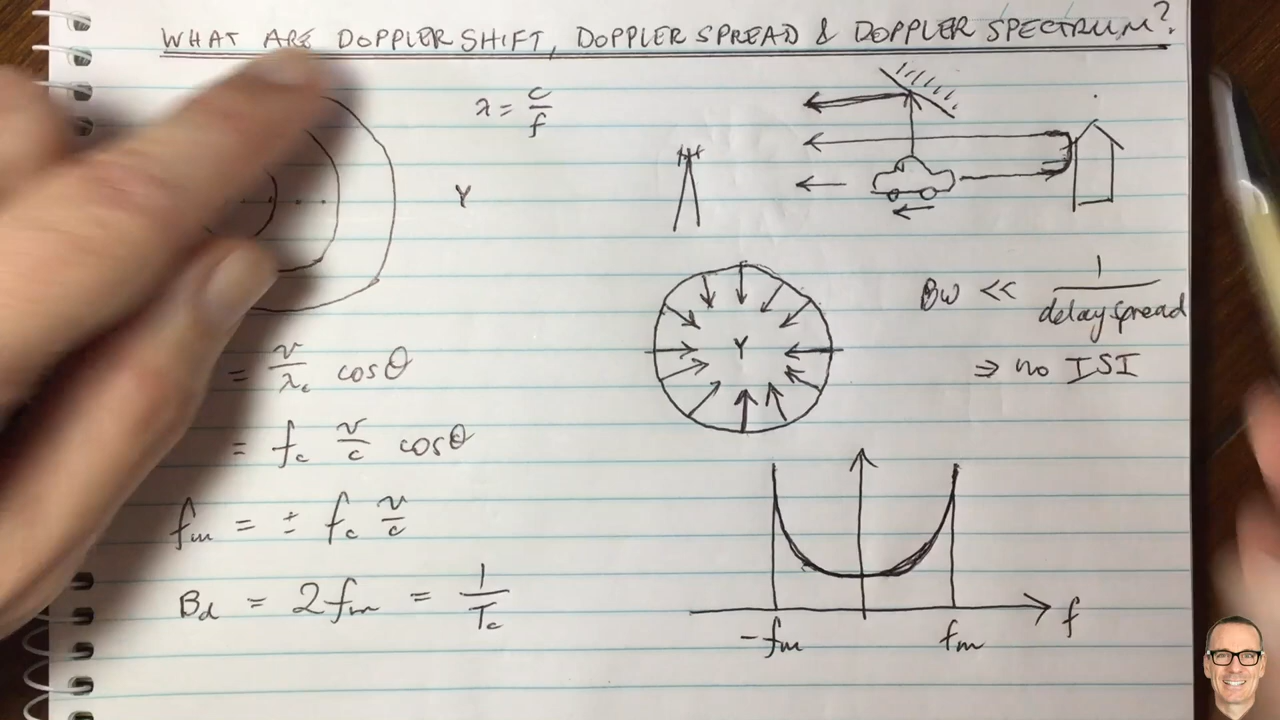 WHAT ARE DOPPLER SHIFT, DOPPLER SPREAD & DOPPLER SPECTRUM?
λ = c/f
Y
= v/λc cosθ
= fc v/c cosθ
fm = ± fc v/c
Bd = 2fm = 1/Tc
Y
BW << 1/delay spread
⇒ no ISI
-fm
fm
f